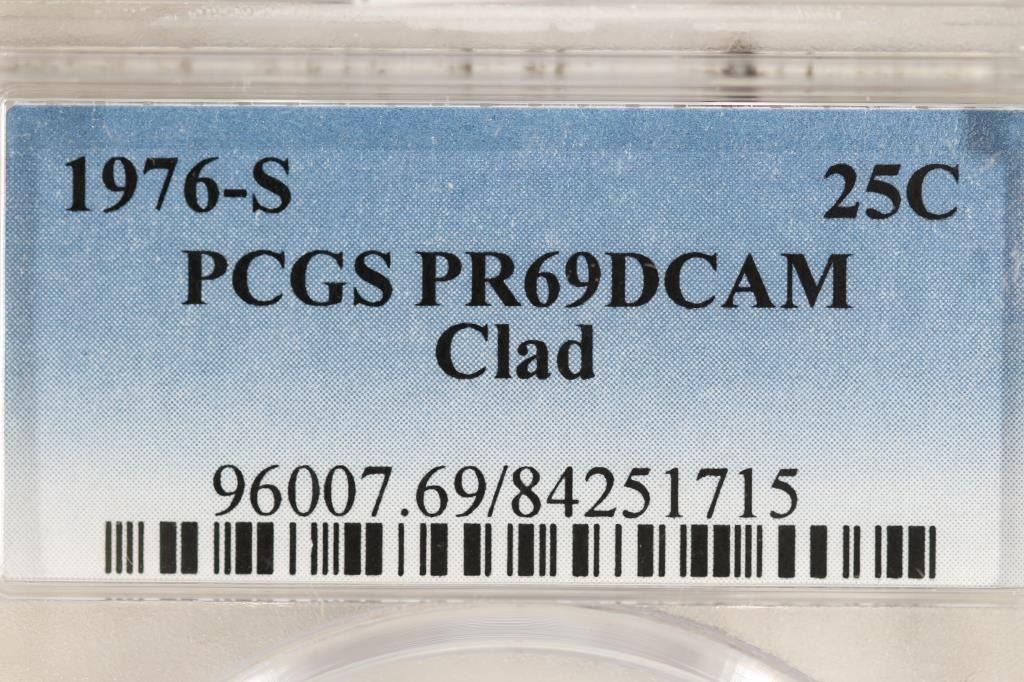 1976-S 25C
PCGS PR69DCAM
Clad
96007.69/84251715